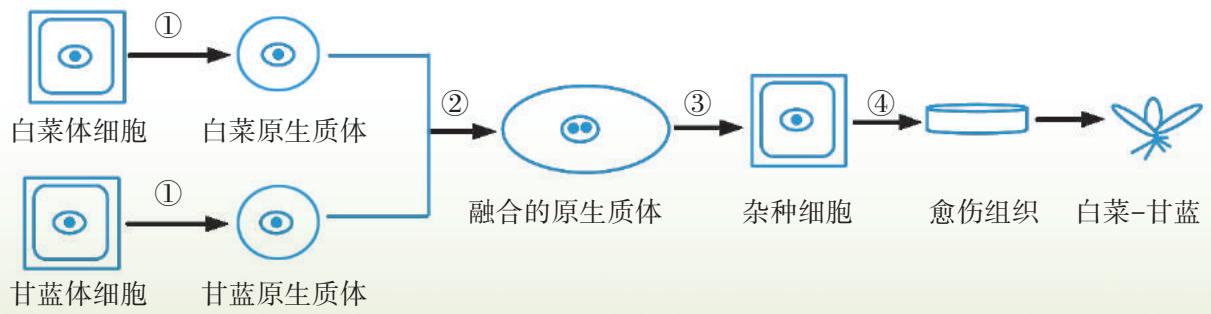 ①
白菜体细胞
白菜原生质体
②
融合的原生质体
③
杂种细胞
④
愈伤组织
白菜-甘蓝
①
甘蓝体细胞
甘蓝原生质体